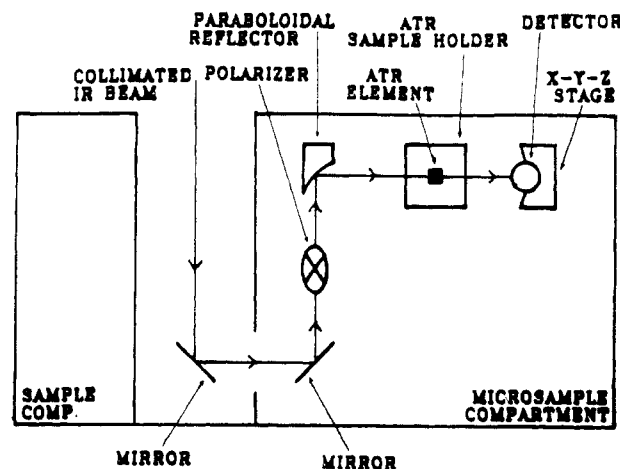 PARABOLOIDAL
REFLECTOR
ATR
SAMPLE HOLDER
DETECTOR
COLLIMATED
IR BEAM
POLARIZER
ATR
ELEMENT
X-Y-Z
STAGE
SAMPLE
COMP.
MICROSAMPLE
COMPARTMENT
MIRROR
MIRROR